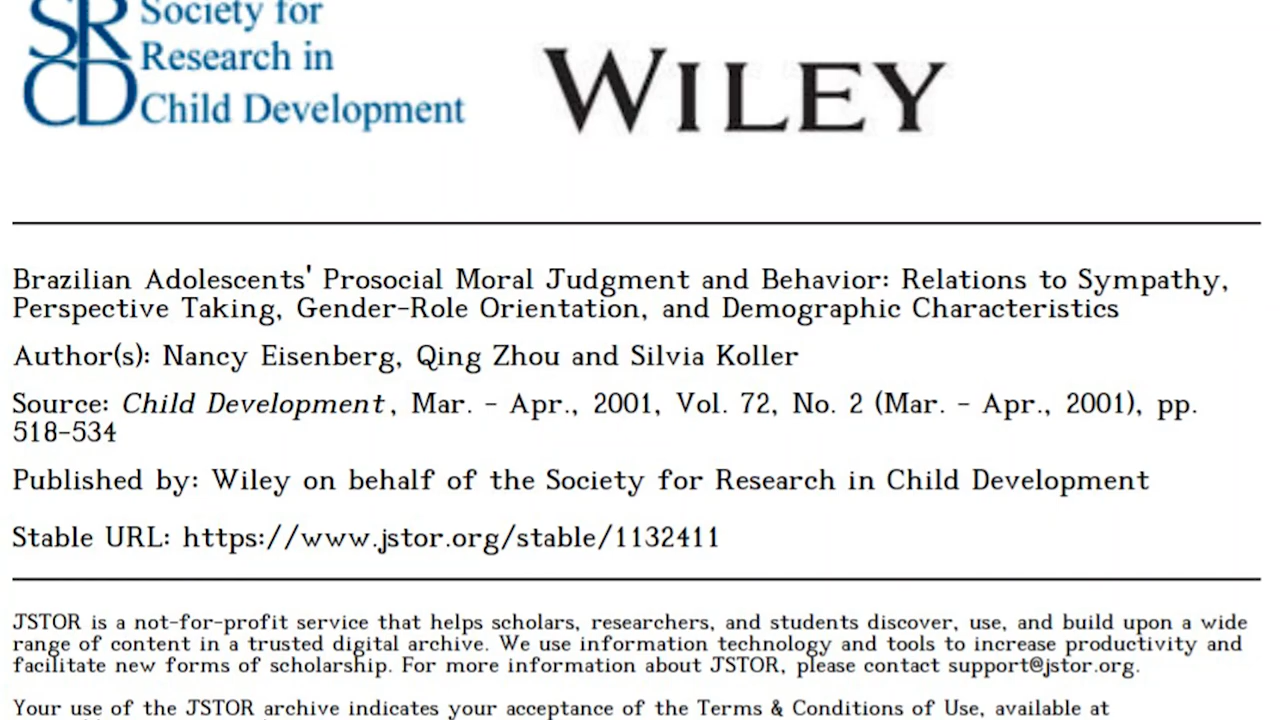 SR
CD
Society for
Research in
Child Development
WILEY
Brazilian Adolescents' Prosocial Moral Judgment and Behavior: Relations to Sympathy,
Perspective Taking, Gender-Role Orientation, and Demographic Characteristics
Author(s): Nancy Eisenberg, Qing Zhou and Silvia Koller
Source: Child Development, Mar. - Apr., 2001, Vol. 72, No. 2 (Mar. - Apr., 2001), pp.
518-534
Published by: Wiley on behalf of the Society for Research in Child Development
Stable URL: https://www.jstor.org/stable/1132411
JSTOR is a not-for-profit service that helps scholars, researchers, and students discover, use, and build upon a wide
range of content in a trusted digital archive. We use information technology and tools to increase productivity and
facilitate new forms of scholarship. For more information about JSTOR, please contact support@jstor.org.
Your use of the JSTOR archive indicates your acceptance of the Terms & Conditions of Use, available at